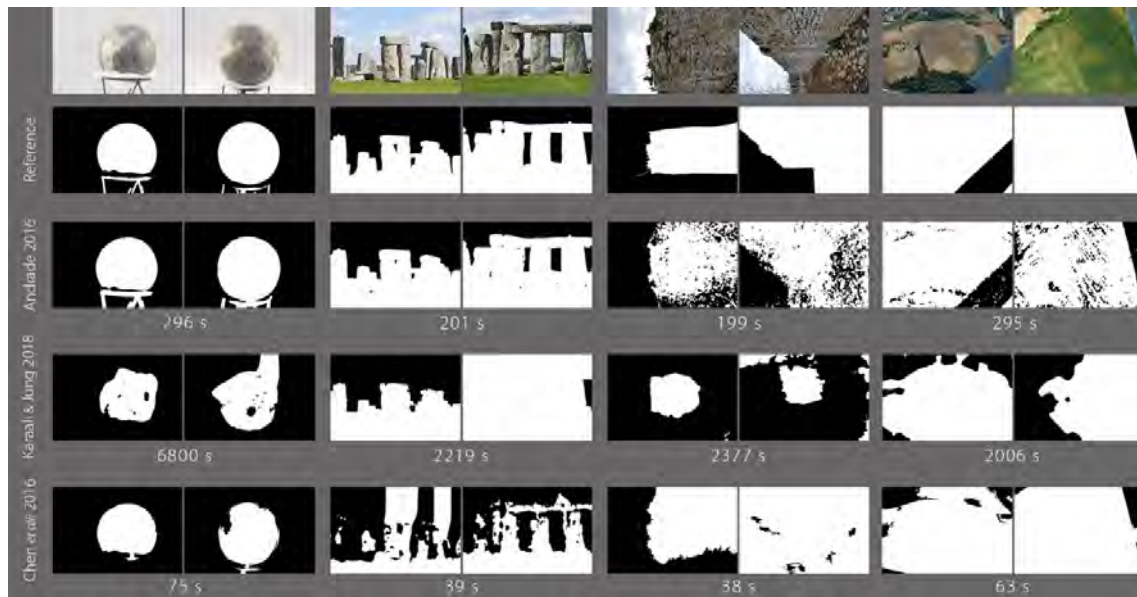 Reference
Andrade 2016
296 s
201 s
199 s
295 s
Karaali & Jung 2018
6800 s
2219 s
2377 s
2006 s
Chen et al. 2016
75 s
39 s
38 s
63 s